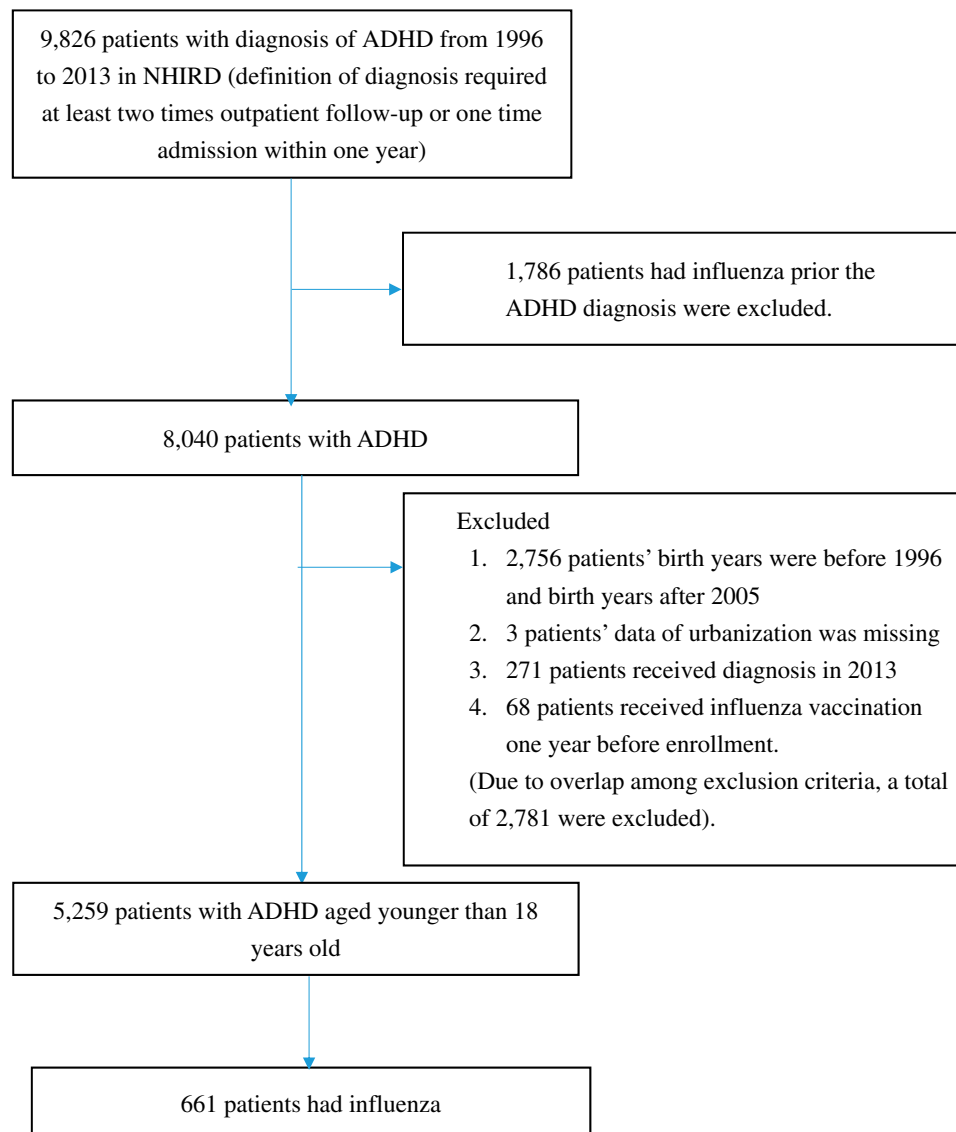 9,826 patients with diagnosis of ADHD from 1996
to 2013 in NHIRD (definition of diagnosis required
at least two times outpatient follow-up or one time
admission within one year)
1,786 patients had influenza prior the
ADHD diagnosis were excluded.
8,040 patients with ADHD
Excluded
1. 2,756 patients’ birth years were before 1996
and birth years after 2005
2. 3 patients’ data of urbanization was missing
3. 271 patients received diagnosis in 2013
4. 68 patients received influenza vaccination
one year before enrollment.
(Due to overlap among exclusion criteria, a total
of 2,781 were excluded).
5,259 patients with ADHD aged younger than 18
years old
661 patients had influenza